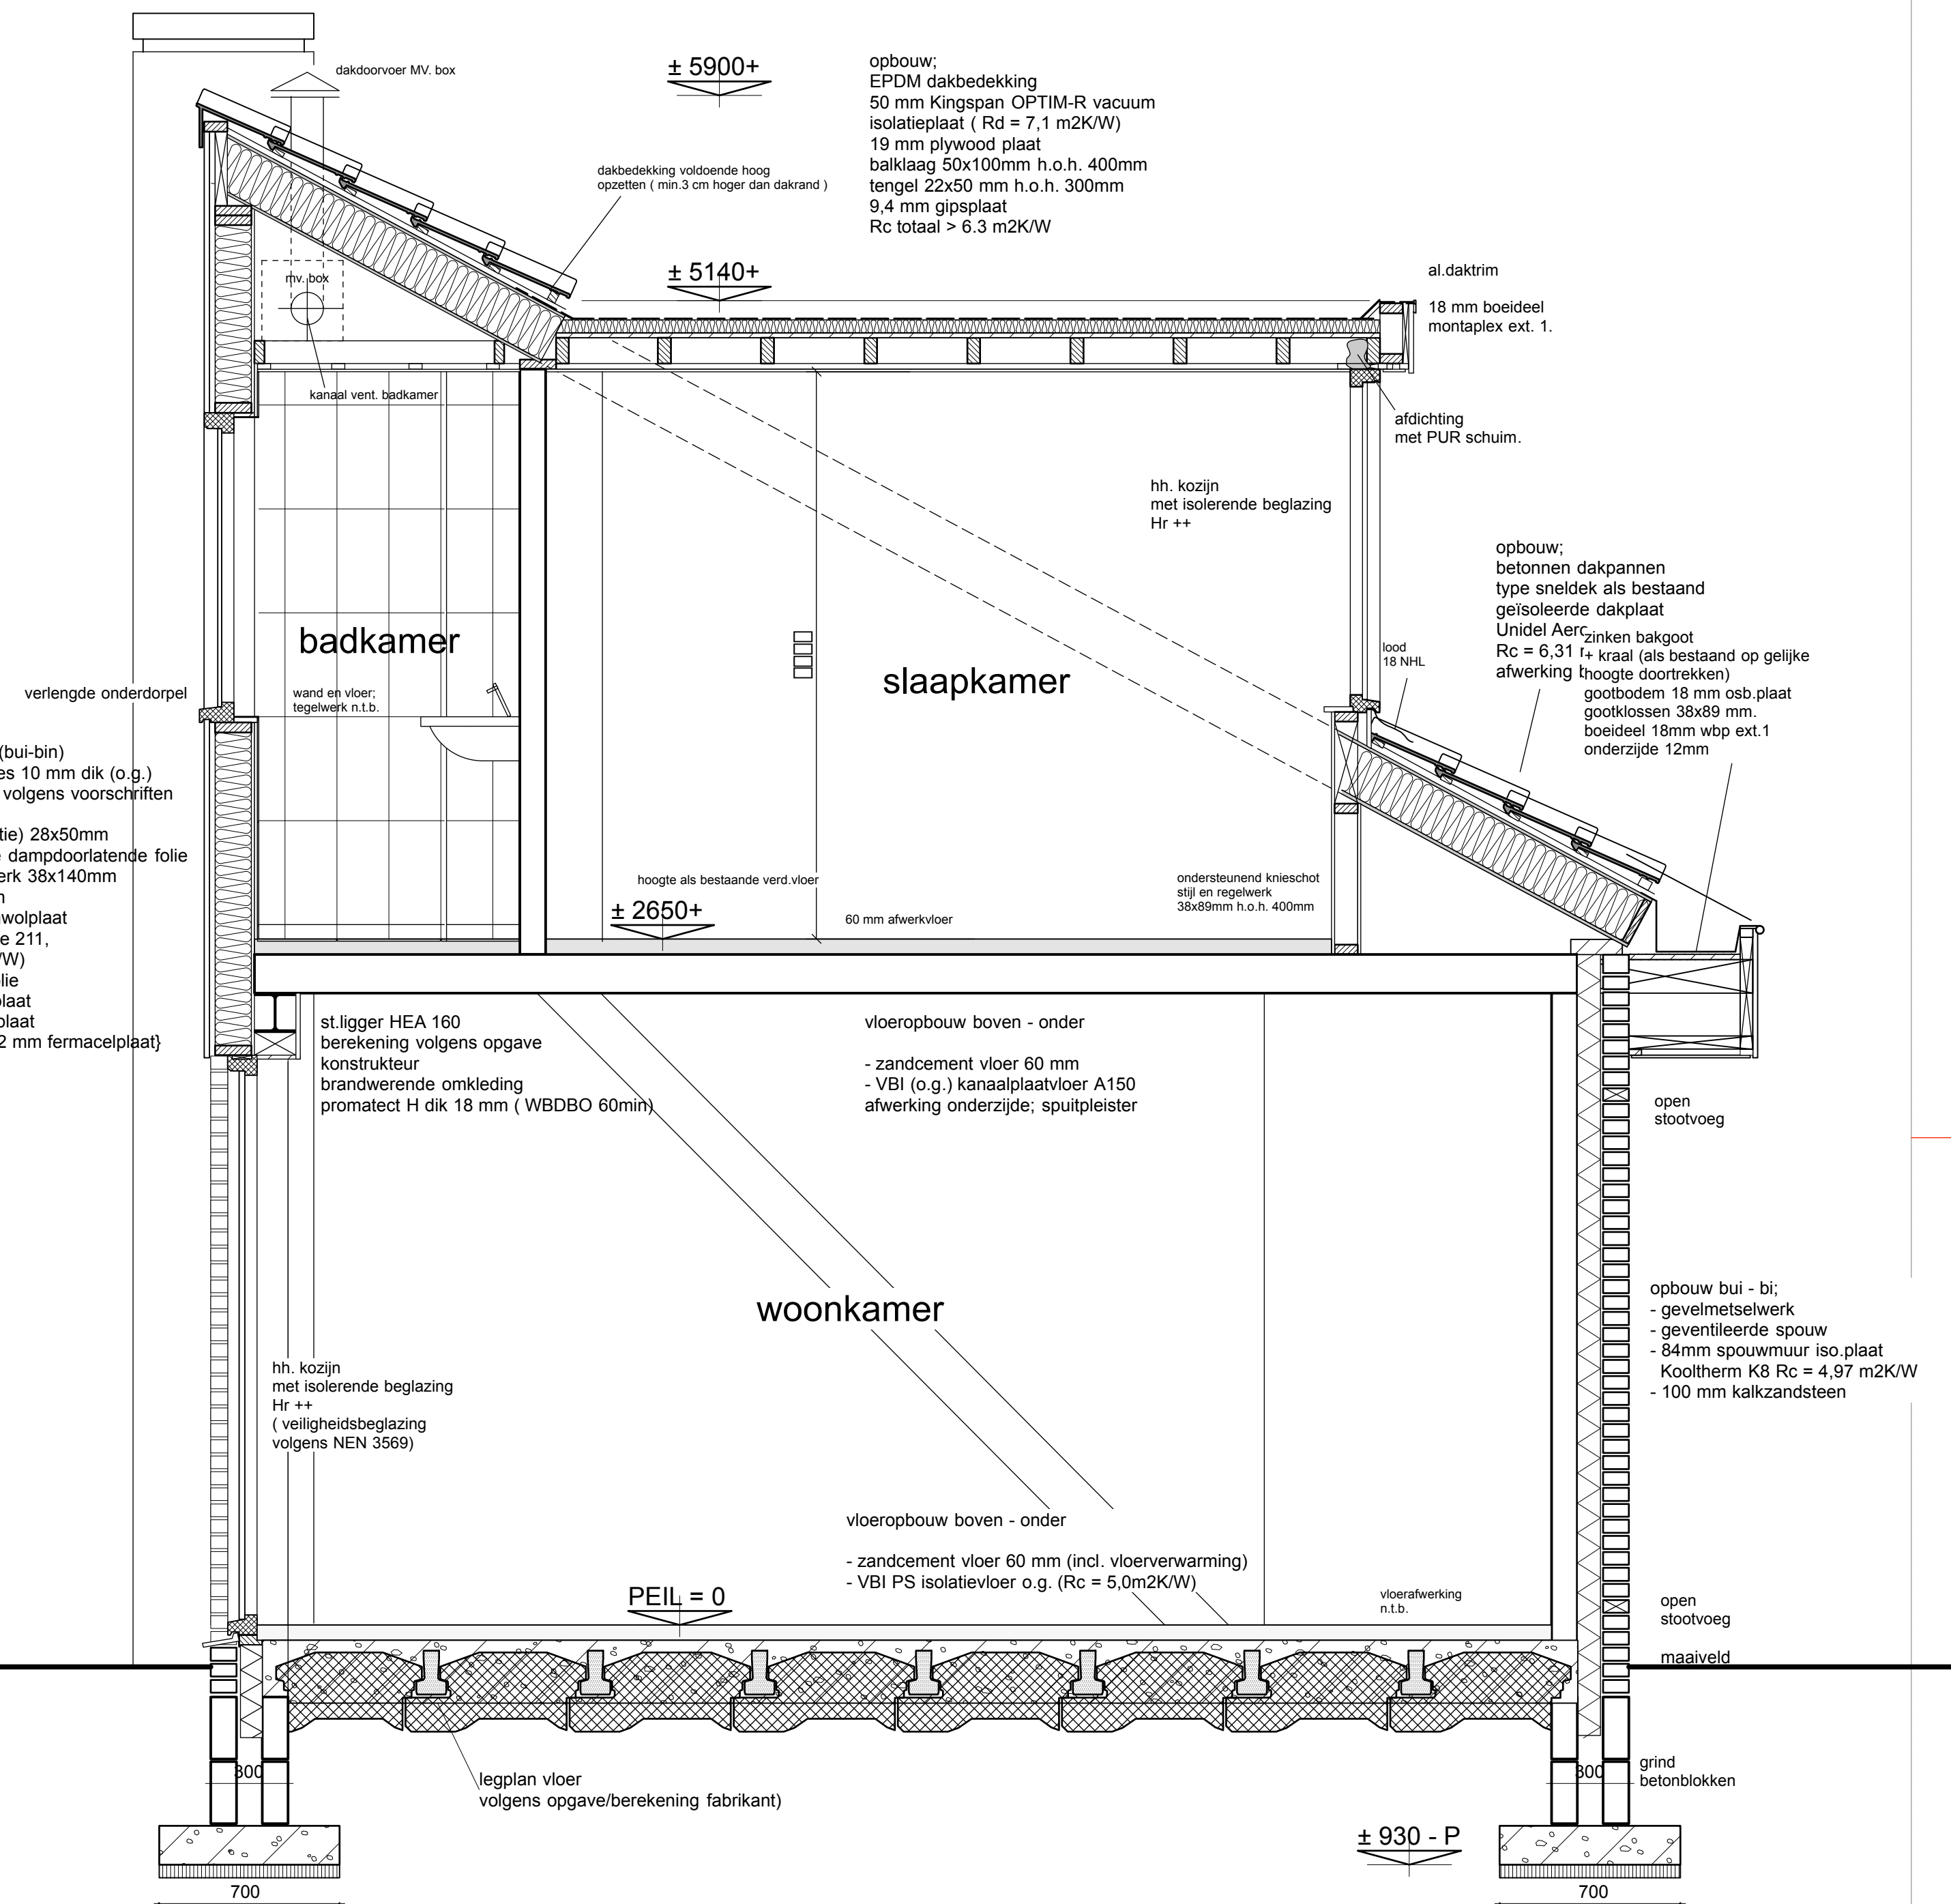 dakdoorvoer MV. box
± 5900+
opbouw;
EPDM dakbedekking
50 mm Kingspan OPTIM-R vacuum
isolatieplaat ( Rd = 7,1 m2K/W)
19 mm plywood plaat
balklaag 50x100mm h.o.h. 400mm
tengel 22x50 mm h.o.h. 300mm
9,4 mm gipsplaat
Rc totaal > 6.3 m2K/W
dakbedekking voldoende hoog
opzetten ( min.3 cm hoger dan dakrand )
± 5140+
mv. box
al.daktrim
18 mm boeideel
montaplex ext. 1.
kanaal vent. badkamer
afdichting
met PUR schuim.
hh. kozijn
met isolerende beglazing
Hr ++
opbouw;
betonnen dakpannen
type sneldek als bestaand
geïsoleerde dakplaat
Unidel Aero
Rc = 6,31
afwerking
zinken bakgoot
+ kraal (als bestaand op gelijke
hoogte doortrekken)
gootbodem 18 mm osb.plaat
gootklossen 38x89 mm.
boeideel 18mm wbp ext.1
onderzijde 12mm
lood
18 NHL
badkamer
slaapkamer
wand en vloer;
tegelwerk n.t.b.
verlengde onderdorpel
(bui-bin)
es 10 mm dik (o.g.)
volgens voorschriften
tie) 28x50mm
e dampdoorlatende folie
erk 38x140mm
nwolplaat
e 211,
/W)
olie
plaat
plaat
2 mm fermacelplaat}
hoogte als bestaande verd.vloer
± 2650+
60 mm afwerkvloer
ondersteunend knieschot
stijl en regelwerk
38x89mm h.o.h. 400mm
st.ligger HEA 160
berekening volgens opgave
konstrukteur
brandwerende omkleding
promatect H dik 18 mm ( WBDBO 60min)
vloeropbouw boven - onder
- zandcement vloer 60 mm
- VBI (o.g.) kanaalplaatvloer A150
afwerking onderzijde; spuitpleister
open
stootvoeg
woonkamer
opbouw bui - bi;
- gevelmetselwerk
- geventileerde spouw
- 84mm spouwmuur iso.plaat
Kooltherm K8 Rc = 4,97 m2K/W
- 100 mm kalkzandsteen
hh. kozijn
met isolerende beglazing
Hr ++
( veiligheidsbeglazing
volgens NEN 3569)
vloeropbouw boven - onder
- zandcement vloer 60 mm (incl. vloerverwarming)
- VBI PS isolatievloer o.g. (Rc = 5,0m2K/W)
PEIL = 0
vloerafwerking
n.t.b.
open
stootvoeg
maaiveld
300
legplan vloer
volgens opgave/berekening fabrikant)
300
grind
betonblokken
± 930 - P
700
700